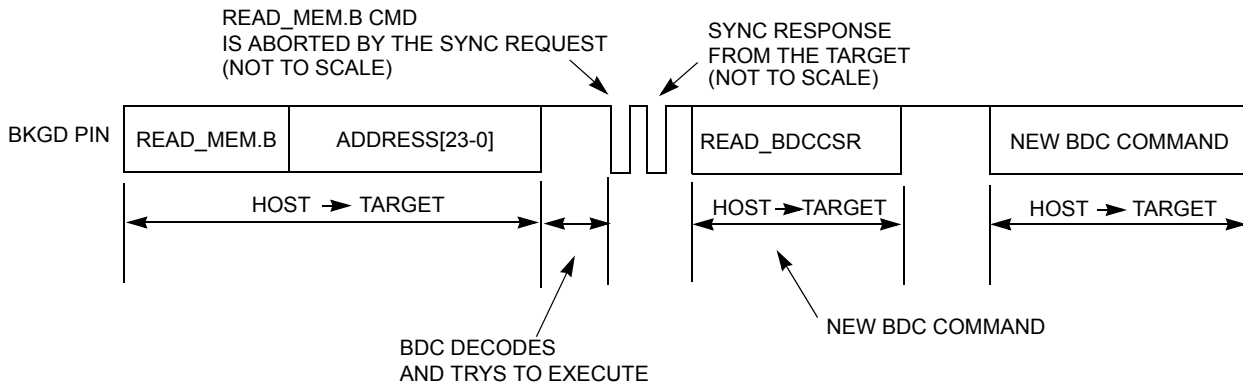 READ_MEM.B CMD
IS ABORTED BY THE SYNC REQUEST
(NOT TO SCALE)
SYNC RESPONSE
FROM THE TARGET
(NOT TO SCALE)
BKGD PIN
READ_MEM.B
ADDRESS[23-0]
READ_BDCCSR
NEW BDC COMMAND
HOST TARGET
HOST TARGET
HOST TARGET
BDC DECODES
AND TRYS TO EXECUTE
NEW BDC COMMAND